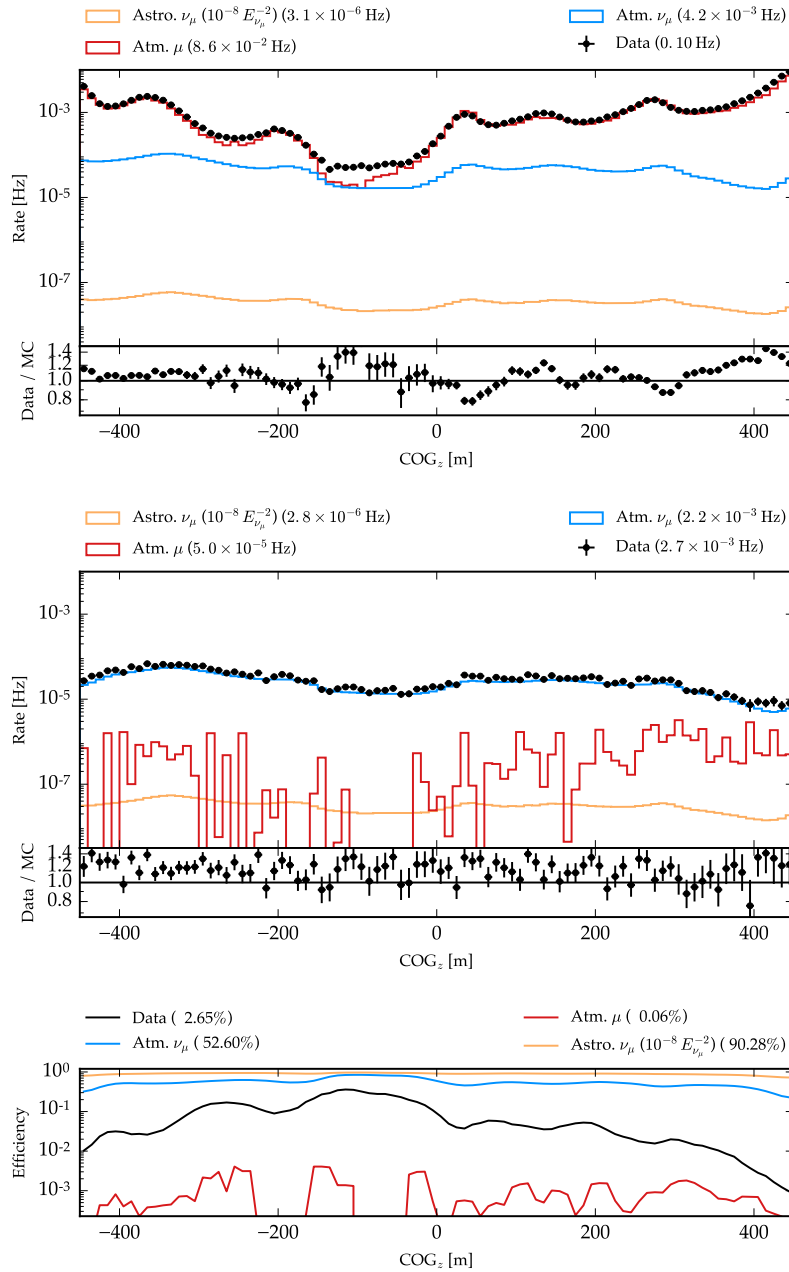 Astro. ν_μ (10⁻⁸ E_{ν_μ}⁻²) (3.1 × 10⁻⁶ Hz) Atm. ν_μ (4.2 × 10⁻³ Hz)
Atm. μ (8.6 × 10⁻² Hz) Data (0.10 Hz)
10⁻³
10⁻⁵
10⁻⁷
Rate [Hz]
1.4
1.2
1.0
0.8
Data / MC
−400 −200 0 200 400
COG_z [m]
Astro. ν_μ (10⁻⁸ E_{ν_μ}⁻²) (2.8 × 10⁻⁶ Hz) Atm. ν_μ (2.2 × 10⁻³ Hz)
Atm. μ (5.0 × 10⁻⁵ Hz) Data (2.7 × 10⁻³ Hz)
10⁻³
10⁻⁵
10⁻⁷
Rate [Hz]
1.4
1.2
1.0
0.8
Data / MC
−400 −200 0 200 400
COG_z [m]
Data ( 2.65%) Atm. μ ( 0.06%)
Atm. ν_μ ( 52.60%) Astro. ν_μ (10⁻⁸ E_{ν_μ}⁻²) ( 90.28%)
10⁰
10⁻¹
10⁻²
10⁻³
Efficiency
−400 −200 0 200 400
COG_z [m]